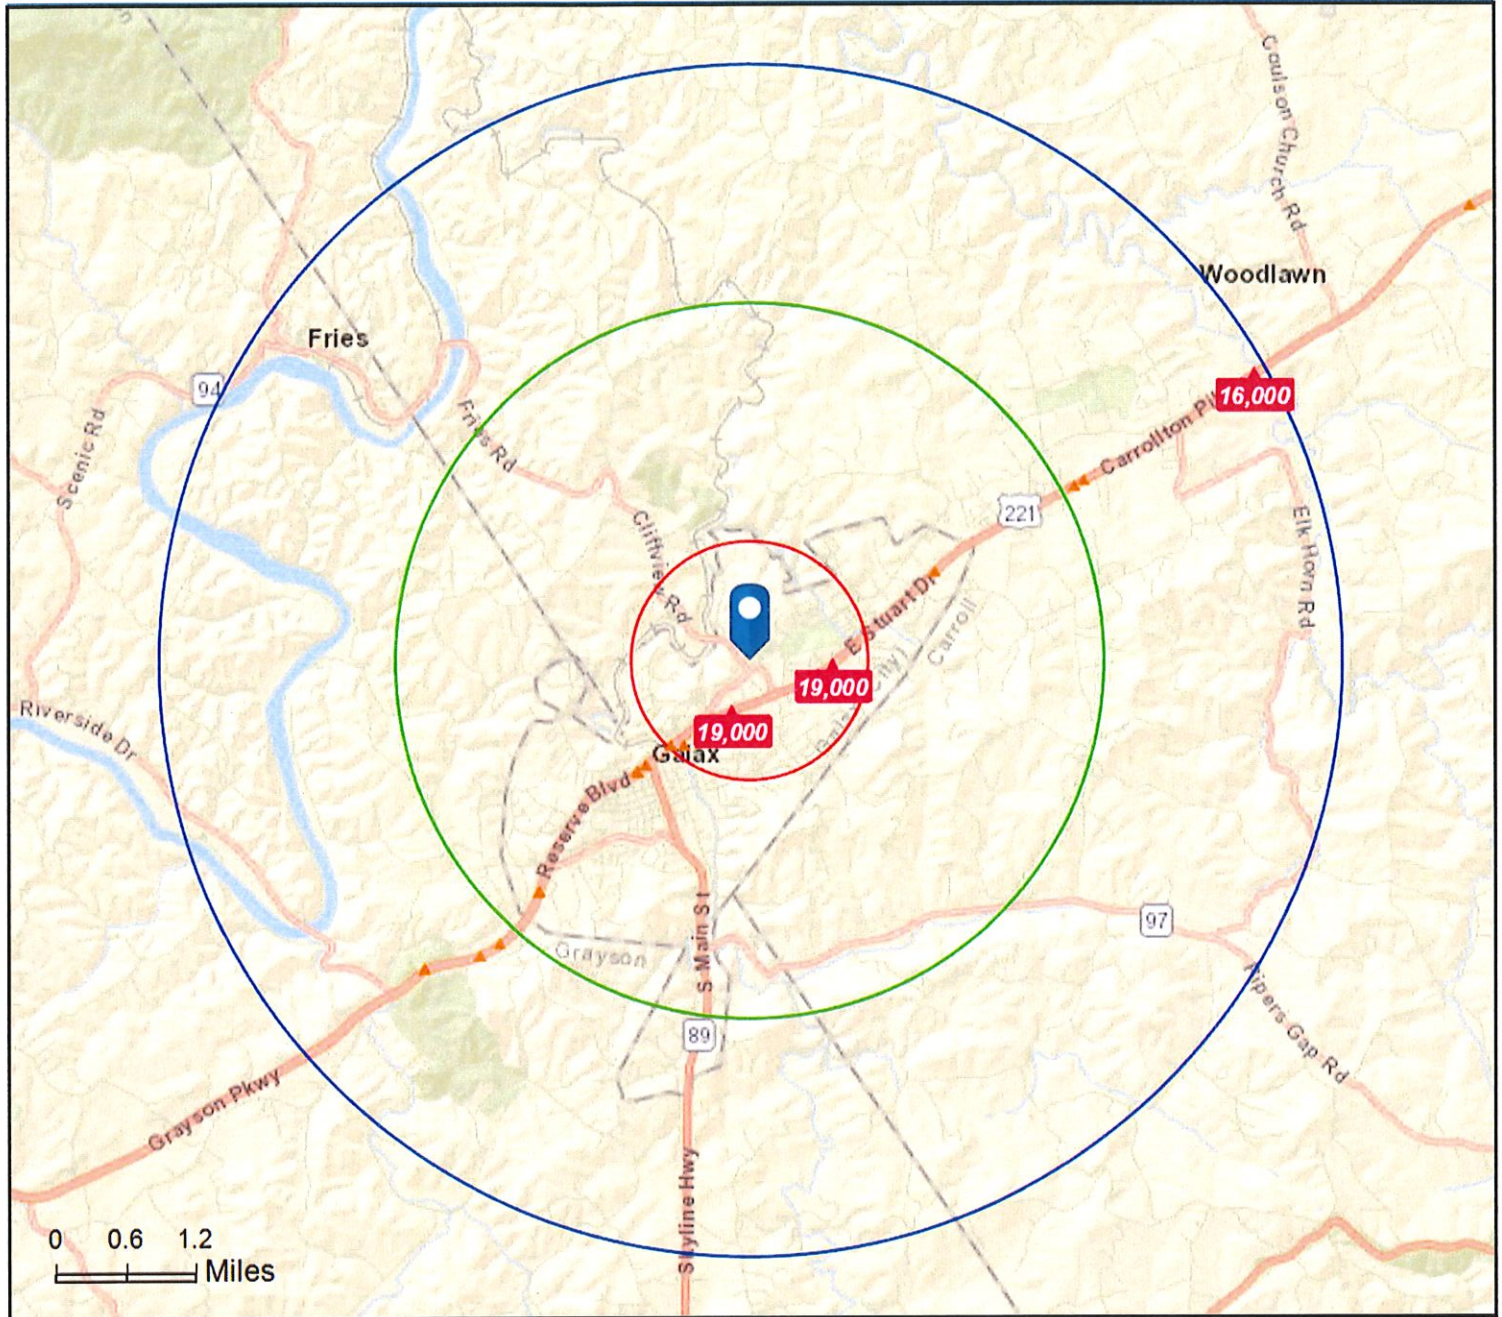 Coulson Church Rd
Woodlawn
Fries
94
16,000
Carrollton
Scenic Rd
Fries Rd
221
Cliffview Rd
Elk Horn Rd
E Stuart Dr
Carroll
19,000
City)
Riverside Dr
19,000
Galax
Reserve Blvd
S Main St
97
Grayson
Pipers Gap Rd
89
Grayson Pkwy
Skyline Hwy
0 0.6 1.2
Miles